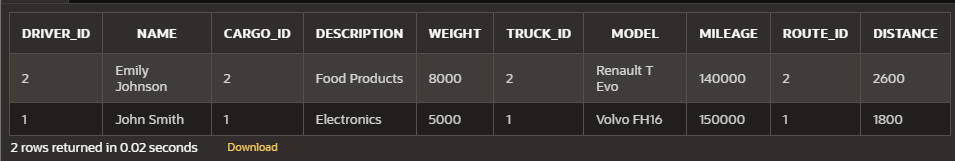 DRIVER_ID NAME CARGO_ID DESCRIPTION WEIGHT TRUCK_ID MODEL MILEAGE ROUTE_ID DISTANCE
2 Emily Johnson 2 Food Products 8000 2 Renault T Evo 140000 2 2600
1 John Smith 1 Electronics 5000 1 Volvo FH16 150000 1 1800
2 rows returned in 0.02 seconds Download